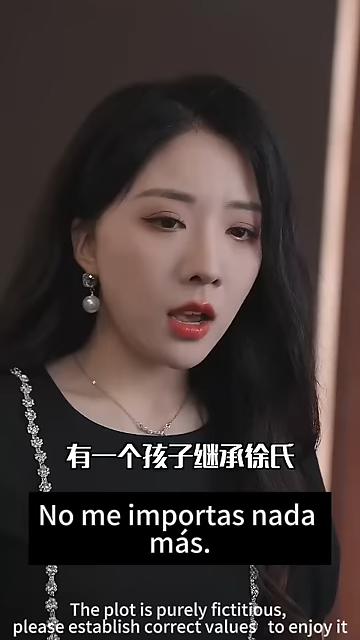 有一个孩子继承徐氏
No me importas nada
más.
The plot is purely fictitious,
please establish correct values to enjoy it